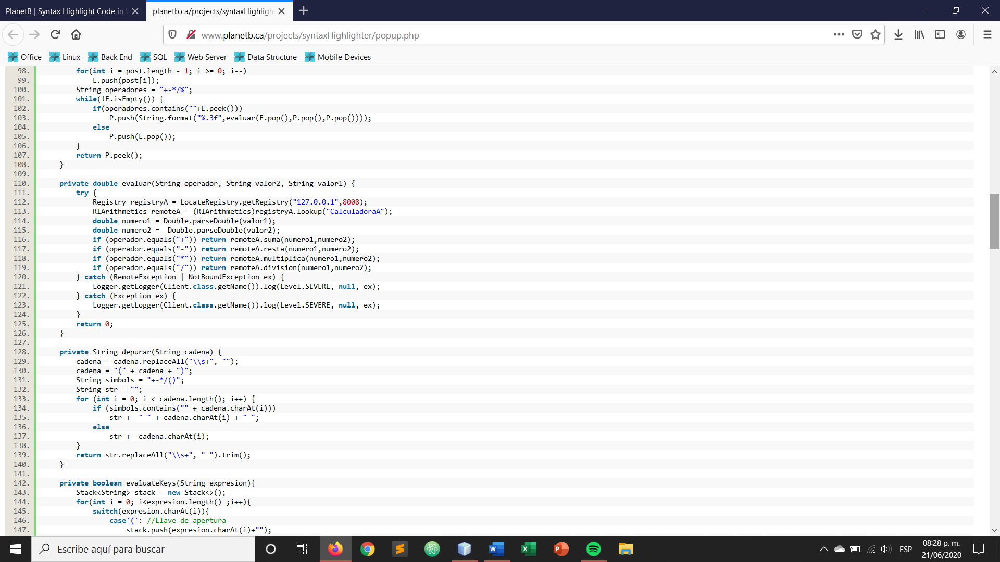 PlanetB | Syntax Highlight Code in
planetb.ca/projects/syntaxHighligh
www.planetb.ca/projects/syntaxHighlighter/popup.php
Office Linux Back End SQL Web Server Data Structure Mobile Devices
98. for(int i = post.length - 1; i >= 0; i--)
99. E.push(post[i]);
100. String operadores = "+-*/%";
101. while(!E.isEmpty()) {
102. if(operadores.contains(""+E.peek()))
103. P.push(String.format("%.3f",evaluar(E.pop(),P.pop(),P.pop())));
104. else
105. P.push(E.pop());
106. }
107. return P.peek();
108. }
109.
110. private double evaluar(String operador, String valor2, String valor1) {
111. try {
112. Registry registryA = LocateRegistry.getRegistry("127.0.0.1",8008);
113. RIArithmetics remoteA = (RIArithmetics)registryA.lookup("CalculadoraA");
114. double numero1 = Double.parseDouble(valor1);
115. double numero2 =  Double.parseDouble(valor2);
116. if (operador.equals("+")) return remoteA.suma(numero1,numero2);
117. if (operador.equals("-")) return remoteA.resta(numero1,numero2);
118. if (operador.equals("*")) return remoteA.multiplica(numero1,numero2);
119. if (operador.equals("/")) return remoteA.division(numero1,numero2);
120. } catch (RemoteException | NotBoundException ex) {
121. Logger.getLogger(Client.class.getName()).log(Level.SEVERE, null, ex);
122. } catch (Exception ex) {
123. Logger.getLogger(Client.class.getName()).log(Level.SEVERE, null, ex);
124. }
125. return 0;
126. }
127.
128. private String depurar(String cadena) {
129. cadena = cadena.replaceAll("\\s+", "");
130. cadena = "(" + cadena + ")";
131. String simbols = "+-*/()";
132. String str = "";
133. for (int i = 0; i < cadena.length(); i++) {
134. if (simbols.contains("" + cadena.charAt(i)))
135. str += " " + cadena.charAt(i) + " ";
136. else
137. str += cadena.charAt(i);
138. }
139. return str.replaceAll("\\s+", " ").trim();
140. }
141.
142. private boolean evaluateKeys(String expresion){
143. Stack<String> stack = new Stack<>();
144. for(int i = 0; i<expresion.length() ;i++){
145. switch(expresion.charAt(i)){
146. case'(': //Llave de apertura
147. stack.push(expresion.charAt(i)+"");
Escribe aquí para buscar
ESP
08:28 p. m.
21/06/2020